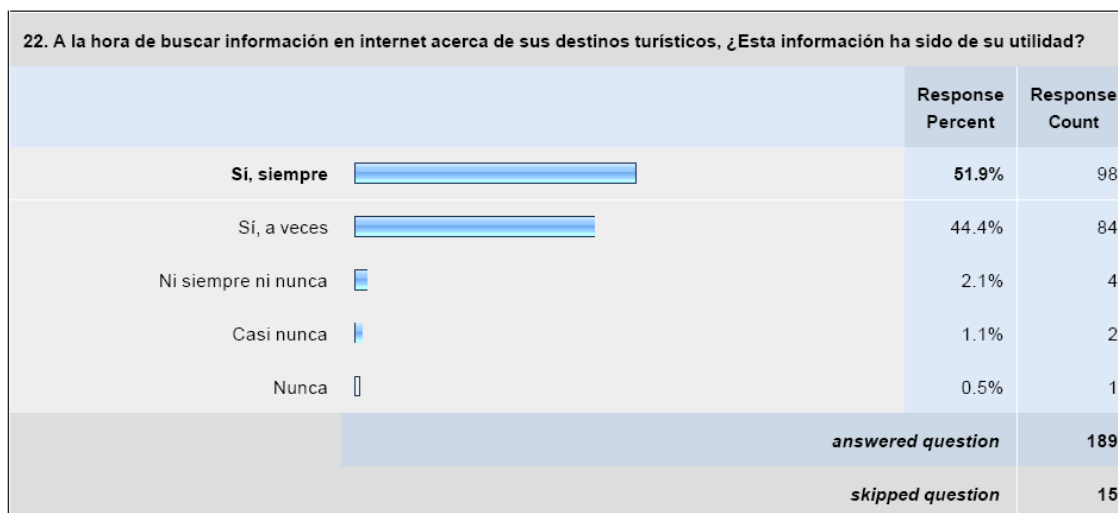 22. A la hora de buscar información en internet acerca de sus destinos turísticos, ¿Esta información ha sido de su utilidad?
Response Percent Response Count
Sí, siempre 51.9% 98
Sí, a veces 44.4% 84
Ni siempre ni nunca 2.1% 4
Casi nunca 1.1% 2
Nunca 0.5% 1
answered question 189
skipped question 15